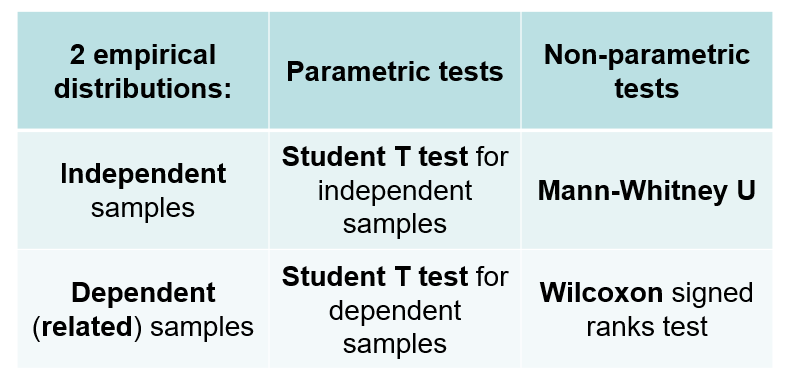 2 empirical
distributions:
Parametric tests
Non-parametric
tests
Independent
samples
Student T test for
independent
samples
Mann-Whitney U
Dependent
(related) samples
Student T test for
dependent
samples
Wilcoxon signed
ranks test